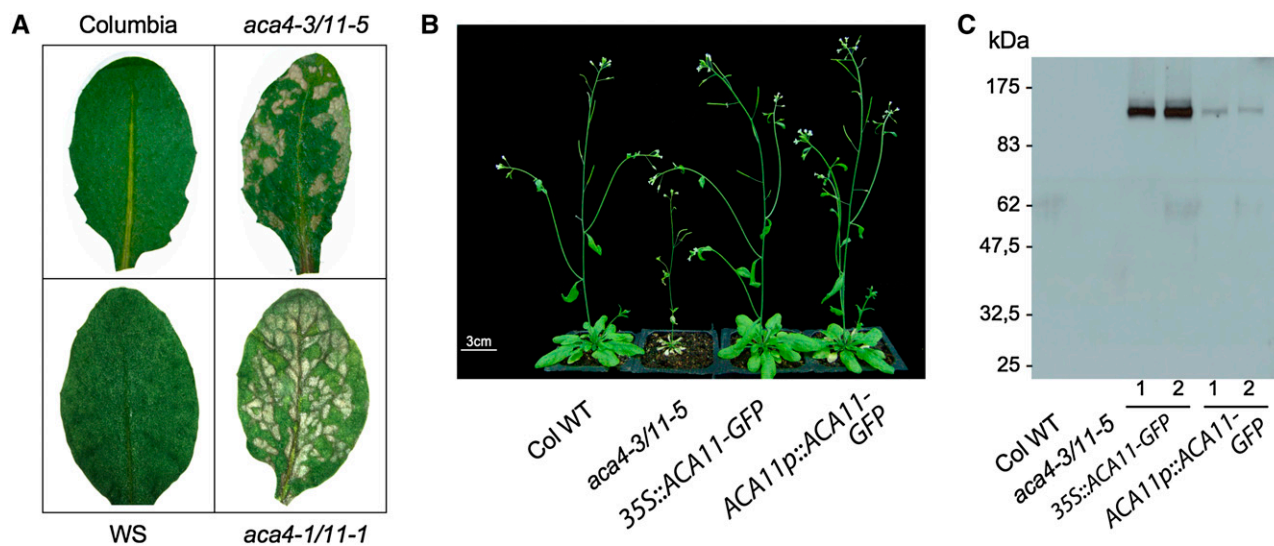 A
Columbia
aca4-3/11-5
WS
aca4-1/11-1
B
3cm
Col WT
aca4-3/11-5
35S::ACA11-GFP
ACA11p::ACA11-
GFP
C
kDa
175
83
62
47,5
32,5
25
1 2 1 2
Col WT
aca4-3/11-5
35S::ACA11-GFP
ACA11p::ACA11-
GFP